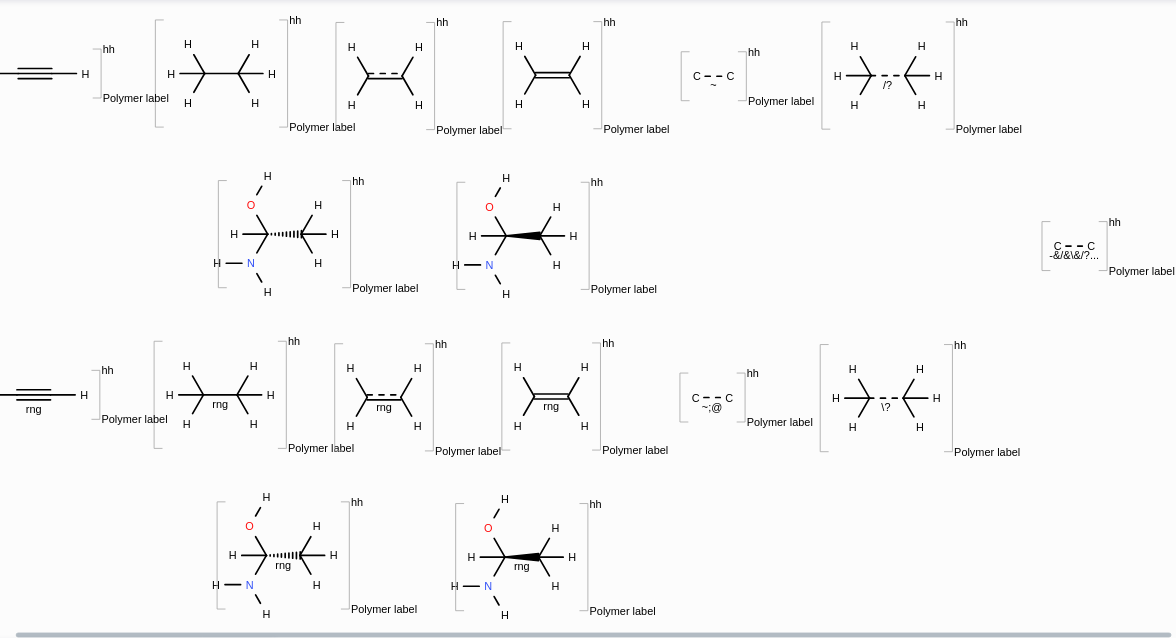 H hh Polymer label
H H H H H H hh Polymer label
H H H H hh Polymer label
H H H H hh Polymer label
C C ~ hh Polymer label
H H H H H H /? hh Polymer label
H O H H N H H H H hh Polymer label
H O H H N H H H H hh Polymer label
C C -&/&\&/?... hh Polymer label
H rng hh Polymer label
H H H H rng H H hh Polymer label
H H rng H H hh Polymer label
H H rng H H hh Polymer label
C C ~;@ hh Polymer label
H H H H \? H H hh Polymer label
H O H H H rng H N H H hh Polymer label
H O H H H rng H N H H hh Polymer label